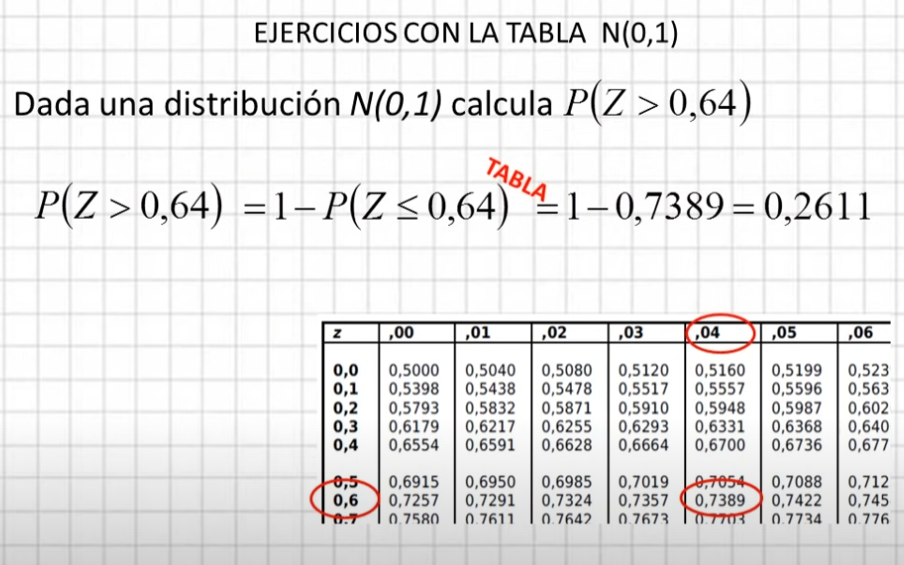 EJERCICIOS CON LA TABLA N(0,1)
Dada una distribución N(0,1) calcula P(Z > 0,64)
TABLA
P(Z > 0,64) = 1 − P(Z ≤ 0,64) = 1 − 0,7389 = 0,2611
z ,00 ,01 ,02 ,03 ,04 ,05 ,06
0,0 0,5000 0,5040 0,5080 0,5120 0,5160 0,5199 0,523
0,1 0,5398 0,5438 0,5478 0,5517 0,5557 0,5596 0,563
0,2 0,5793 0,5832 0,5871 0,5910 0,5948 0,5987 0,602
0,3 0,6179 0,6217 0,6255 0,6293 0,6331 0,6368 0,640
0,4 0,6554 0,6591 0,6628 0,6664 0,6700 0,6736 0,677
0,5 0,6915 0,6950 0,6985 0,7019 0,7054 0,7088 0,712
0,6 0,7257 0,7291 0,7324 0,7357 0,7389 0,7422 0,745
0,7 0,7580 0,7611 0,7642 0,7673 0,7703 0,7734 0,776